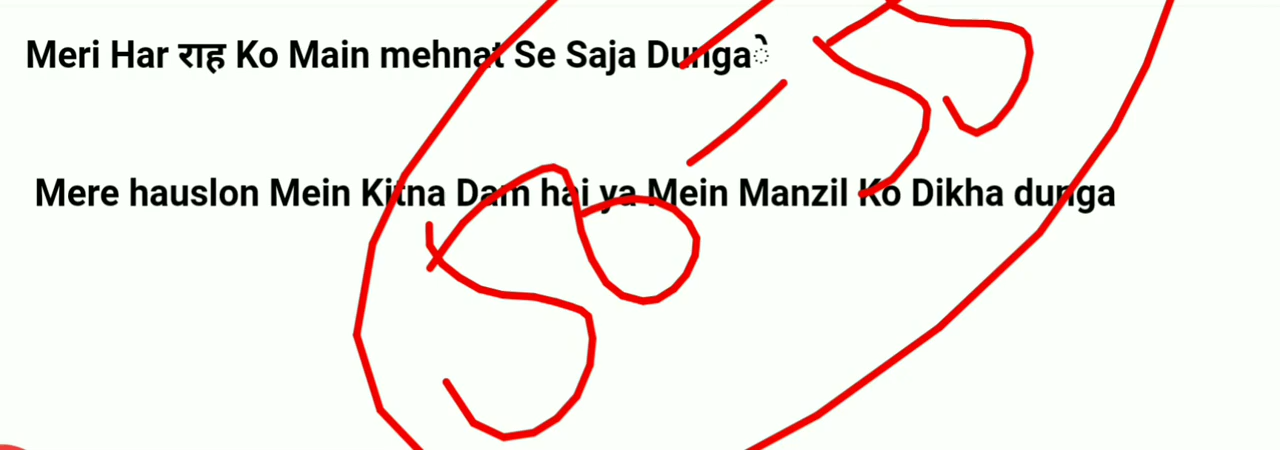 Meri Har राह Ko Main mehnat Se Saja Dungaे
Mere hauslon Mein Kitna Dam hai ya Mein Manzil Ko Dikha dunga